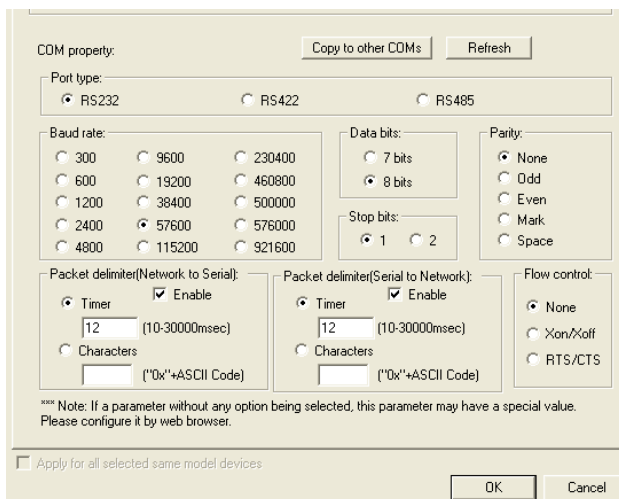 COM property: Copy to other COMs Refresh
Port type:
RS232 RS422 RS485
Baud rate: Data bits: Parity:
300 9600 230400 7 bits None
600 19200 460800 8 bits Odd
1200 38400 500000 Even
2400 57600 576000 Stop bits: Mark
4800 115200 921600 1 2 Space
Packet delimiter(Network to Serial): Packet delimiter(Serial to Network): Flow control:
Timer Enable Timer Enable None
12 (10-30000msec) 12 (10-30000msec) Xon/Xoff
Characters Characters RTS/CTS
("0x"+ASCII Code) ("0x"+ASCII Code)
*** Note: If a parameter without any option being selected, this parameter may have a special value.
Please configure it by web browser.
Apply for all selected same model devices
OK Cancel